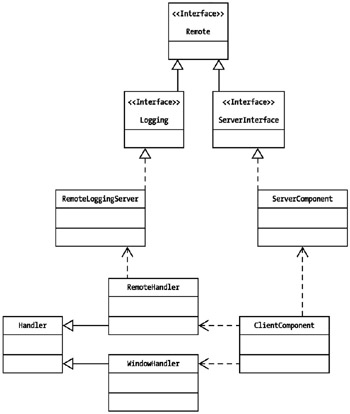 <<Interface>>
Remote
<<Interface>>
Logging
<<Interface>>
ServerInterface
RemoteLoggingServer
ServerComponent
RemoteHandler
Handler
ClientComponent
WindowHandler